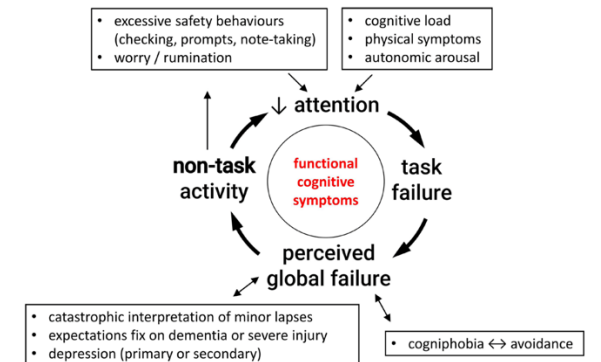 • excessive safety behaviours
(checking, prompts, note-taking)
• worry / rumination
• cognitive load
• physical symptoms
• autonomic arousal
↓ attention
non-task
activity
functional
cognitive
symptoms
task
failure
perceived
global failure
• catastrophic interpretation of minor lapses
• expectations fix on dementia or severe injury
• depression (primary or secondary)
• cogniphobia ↔ avoidance